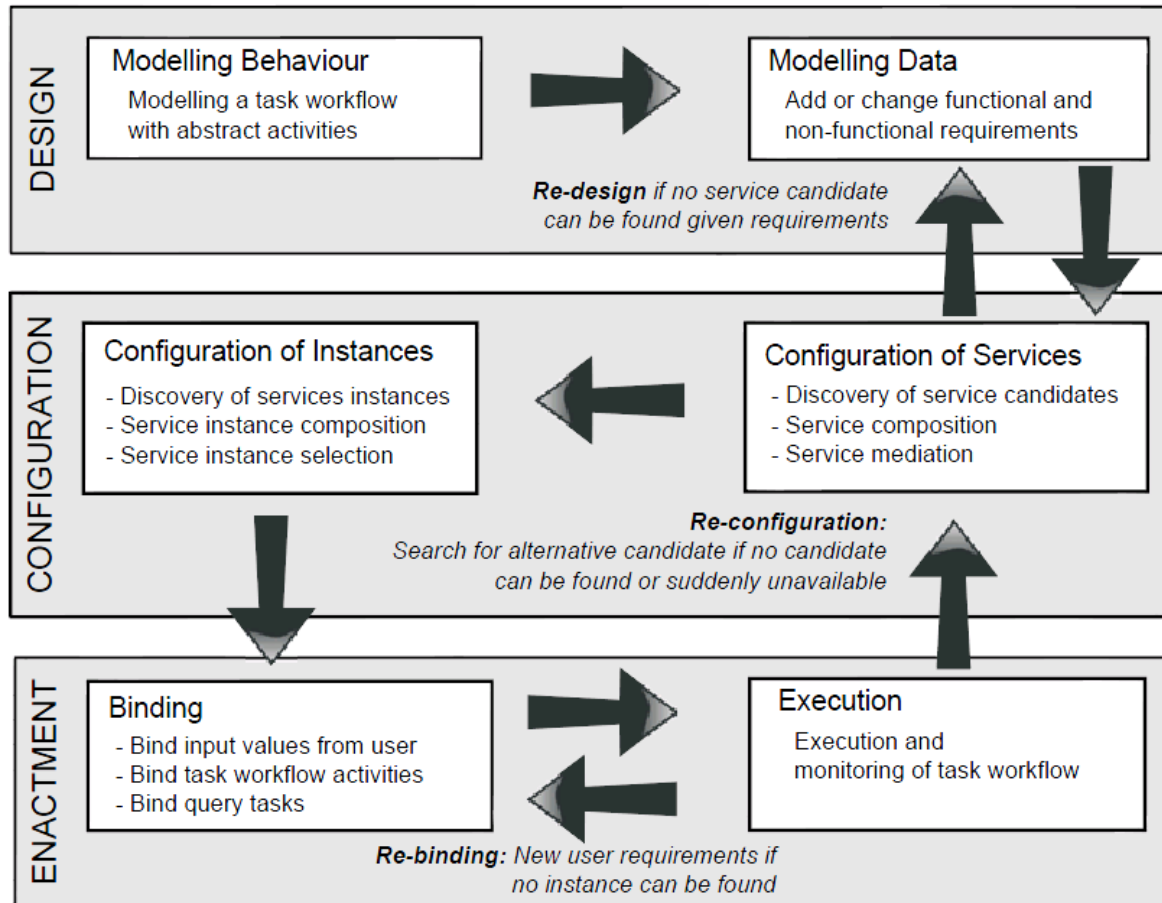 DESIGN
Modelling Behaviour
Modelling a task workflow
with abstract activities
Modelling Data
Add or change functional and
non-functional requirements
Re-design if no service candidate
can be found given requirements
CONFIGURATION
Configuration of Instances
- Discovery of services instances
- Service instance composition
- Service instance selection
Configuration of Services
- Discovery of service candidates
- Service composition
- Service mediation
Re-configuration:
Search for alternative candidate if no candidate
can be found or suddenly unavailable
ENACTMENT
Binding
- Bind input values from user
- Bind task workflow activities
- Bind query tasks
Execution
Execution and
monitoring of task workflow
Re-binding: New user requirements if
no instance can be found